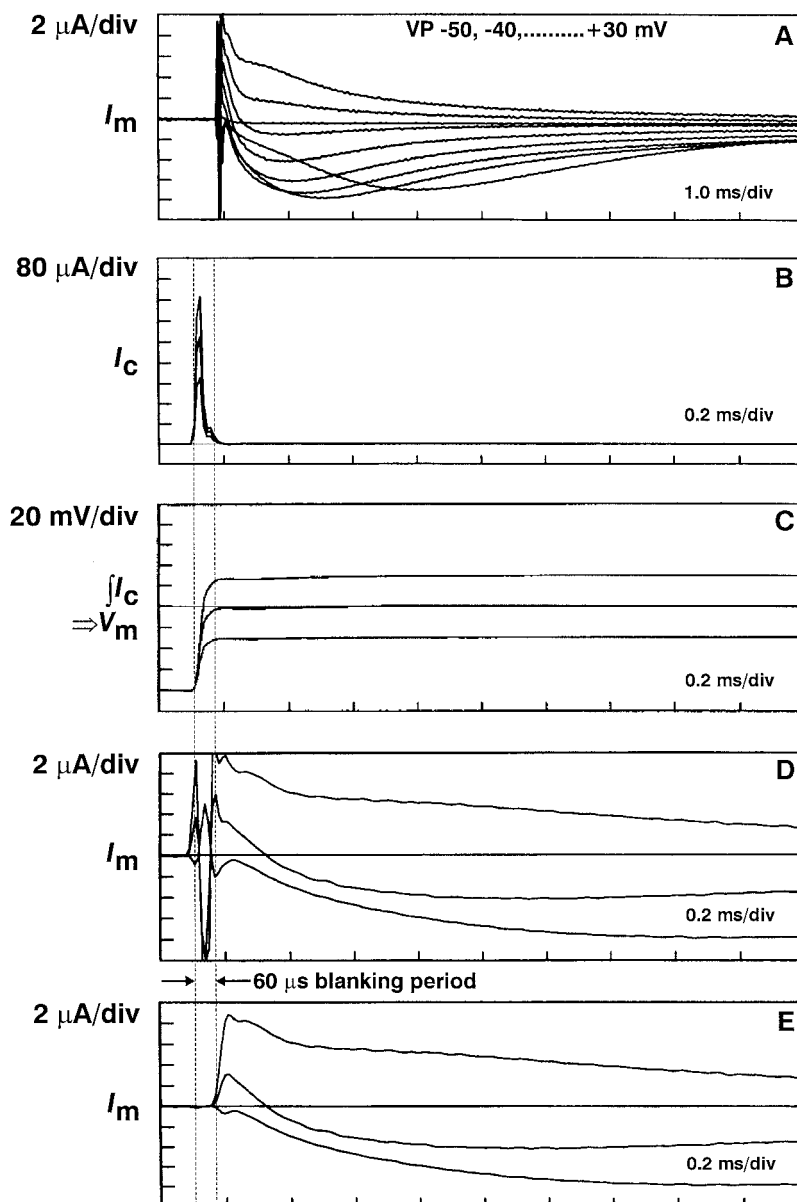 2 μA/div
VP -50, -40,..........+30 mV
A
Im
1.0 ms/div
80 μA/div
B
Ic
0.2 ms/div
20 mV/div
C
∫Ic
⇒Vm
0.2 ms/div
2 μA/div
D
Im
0.2 ms/div
60 μs blanking period
2 μA/div
E
Im
0.2 ms/div